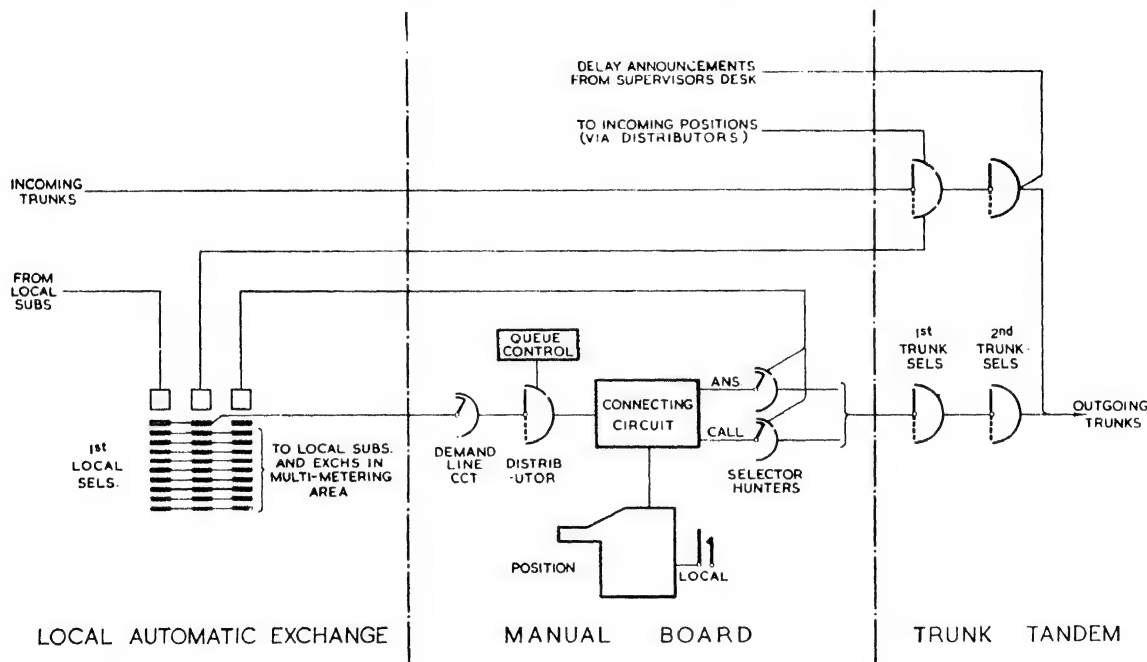 DELAY ANNOUNCEMENTS
FROM SUPERVISORS DESK
TO INCOMING POSITIONS
(VIA DISTRIBUTORS)
INCOMING
TRUNKS
FROM
LOCAL
SUBS
QUEUE
CONTROL
1st
TRUNK
SELS
2nd
TRUNK
SELS
ANS.
CONNECTING
CIRCUIT
CALL
OUTGOING
TRUNKS
1st
LOCAL
SELS.
TO LOCAL SUBS.
AND EXCHS IN
MULTI-METERING
AREA
DEMAND
LINE
CCT
DISTRIB
-UTOR
SELECTOR
HUNTERS
POSITION
LOCAL
LOCAL AUTOMATIC EXCHANGE
MANUAL BOARD
TRUNK TANDEM